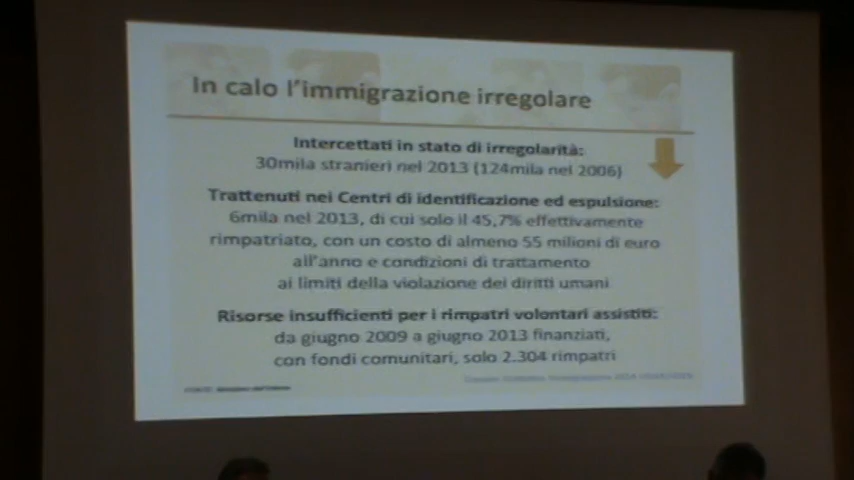 In calo l'immigrazione irregolare
Intercettati in stato di irregolarità:
30mila stranieri nel 2013 (124mila nel 2006)
Trattenuti nei Centri di identificazione ed espulsione:
6mila nel 2013, di cui solo il 45,7% effettivamente
rimpatriato, con un costo di almeno 55 milioni di euro
all'anno e condizioni di trattamento
ai limiti della violazione dei diritti umani
Risorse insufficienti per i rimpatri volontari assistiti:
da giugno 2009 a giugno 2013 finanziati,
con fondi comunitari, solo 2.304 rimpatri